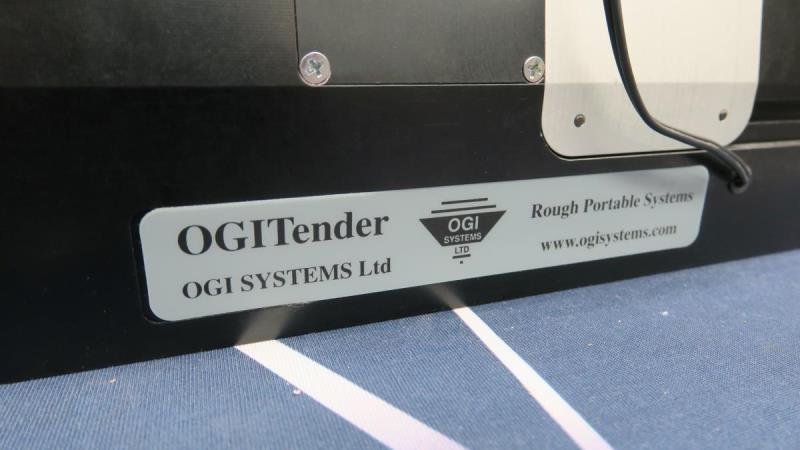 OGITender
OGI SYSTEMS Ltd
OGI
SYSTEMS
LTD
Rough Portable Systems
www.ogisystems.com